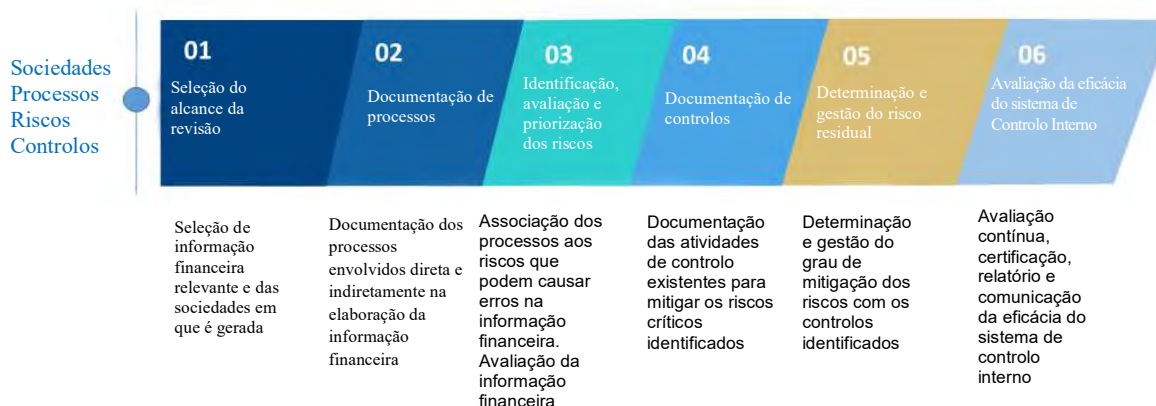 Sociedades
Processos
Riscos
Controlos
01
Seleção do
alcance da
revisão
02
Documentação de
processos
03
Identificação,
avaliação e
priorização
dos riscos
04
Documentação de
controlos
05
Determinação e
gestão do risco
residual
06
Avaliação da eficácia
do sistema de
Controlo Interno
Seleção de
informação
financeira
relevante e das
sociedades em
que é gerada
Documentação dos
processos
envolvidos direta e
indiretamente na
elaboração da
informação
financeira
Associação dos
processos aos
riscos que
podem causar
erros na
informação
financeira.
Avaliação da
informação
financeira
Documentação
das atividades
de controlo
existentes para
mitigar os riscos
críticos
identificados
Determinação
e gestão do
grau de
mitigação dos
riscos com os
controlos
identificados
Avaliação
contínua,
certificação,
relatório e
comunicação
da eficácia do
sistema de
controlo
interno